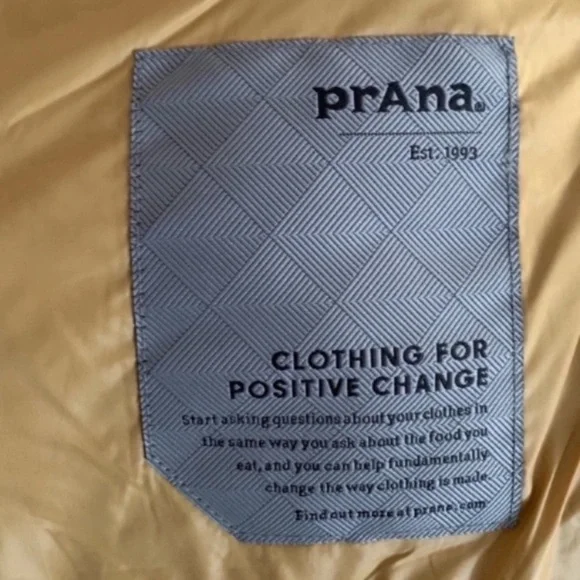 prAna®
Est: 1993
CLOTHING FOR
POSITIVE CHANGE
Start asking questions about your clothes in
the same way you ask about the food you
eat, and you can help fundamentally
change the way clothing is made.
Find out more at prana.com